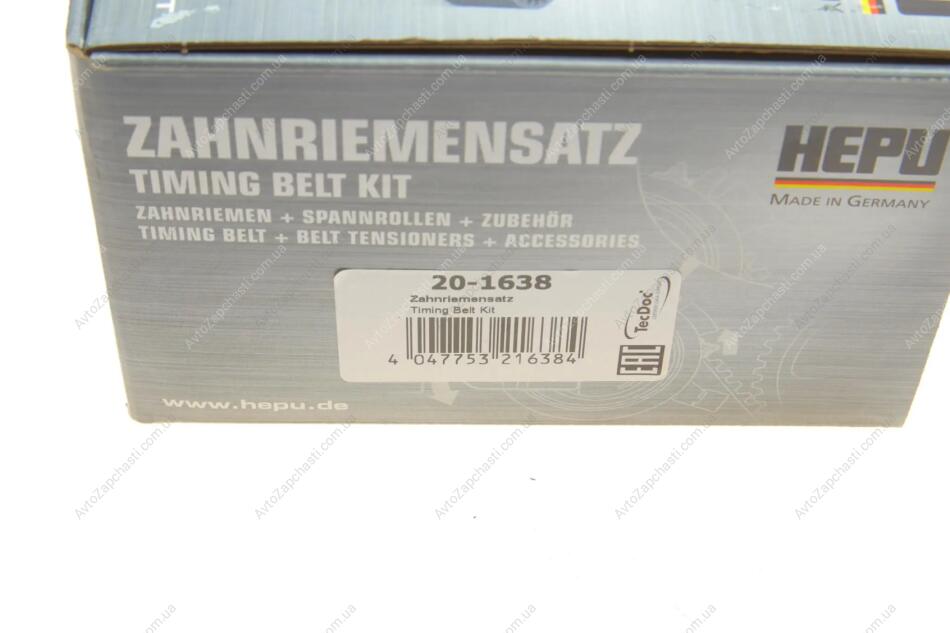 T
ZAHNRIEMENSATZ
TIMING BELT KIT
ZAHNRIEMEN + SPANNROLLEN + ZUBEHÖR
TIMING BELT + BELT TENSIONERS + ACCESSORIES
HEPU
MADE IN GERMANY
20-1638
Zahnriemensatz
Timing Belt Kit
4 047753 216384
TecDoc
EAC
www.hepu.de
AvtoZapchasti.com.ua